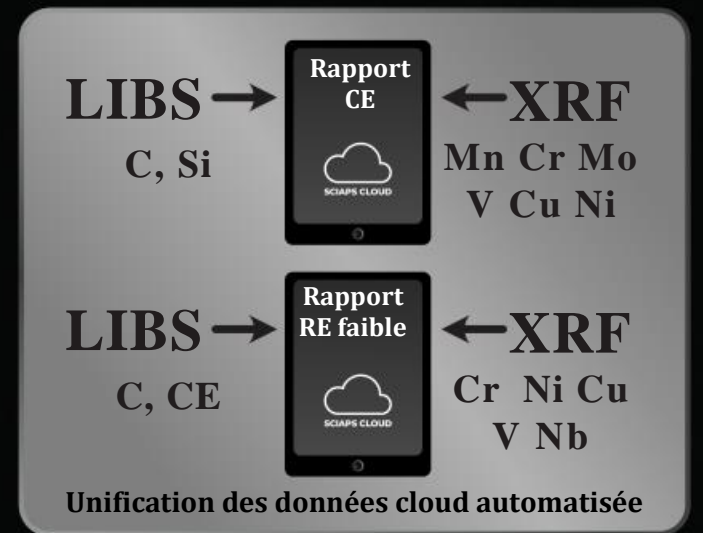 LIBS
C, Si
Rapport
CE
SCIAPS CLOUD
XRF
Mn Cr Mo
V Cu Ni
LIBS
C, CE
Rapport
RE faible
SCIAPS CLOUD
XRF
Cr Ni Cu
V Nb
Unification des données cloud automatisée